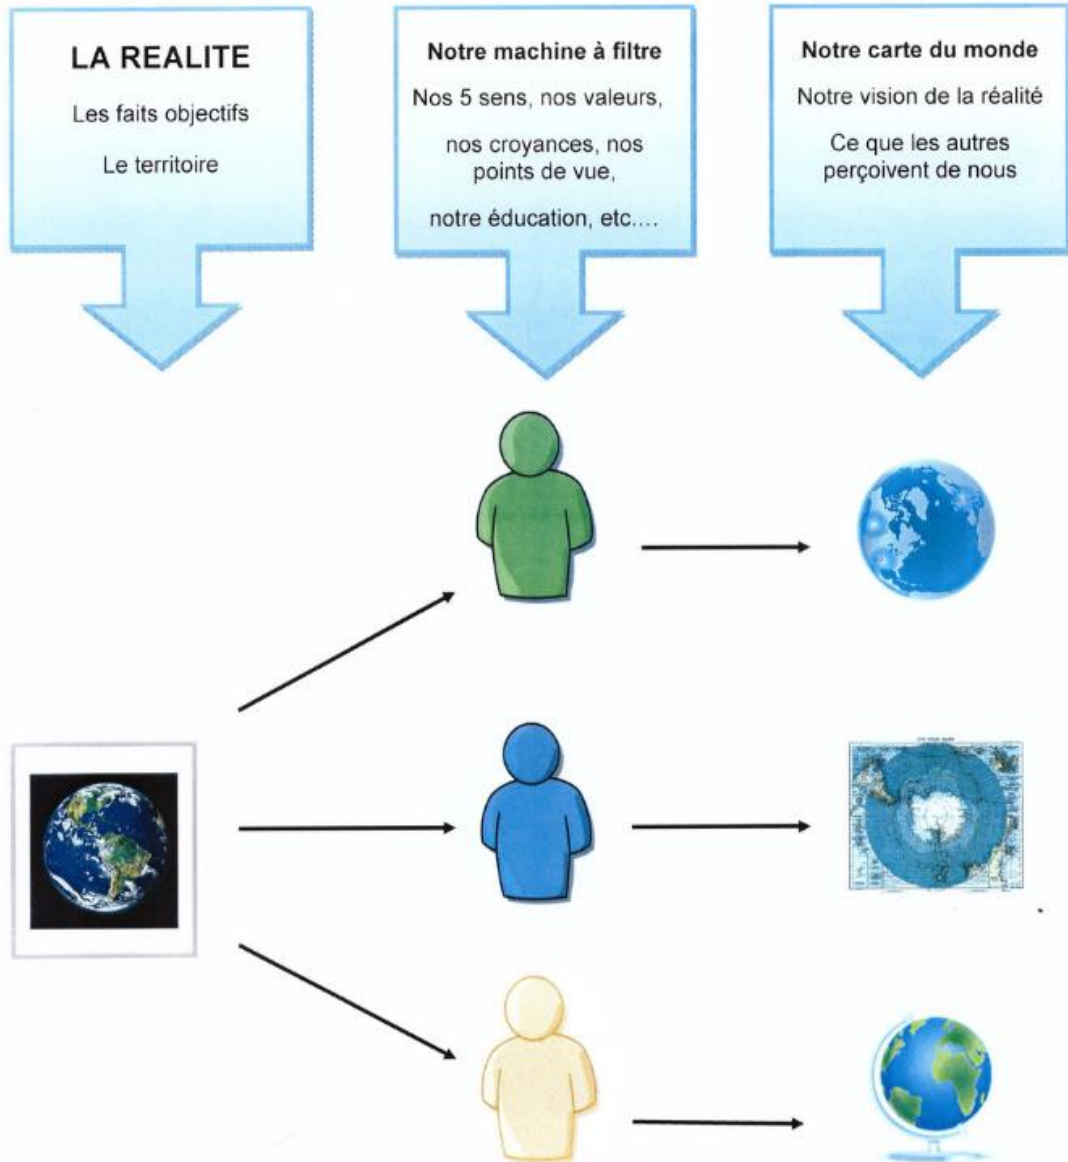 LA REALITE
Les faits objectifs
Le territoire
Notre machine à filtre
Nos 5 sens, nos valeurs,
nos croyances, nos
points de vue,
notre éducation, etc....
Notre carte du monde
Notre vision de la réalité
Ce que les autres
perçoivent de nous